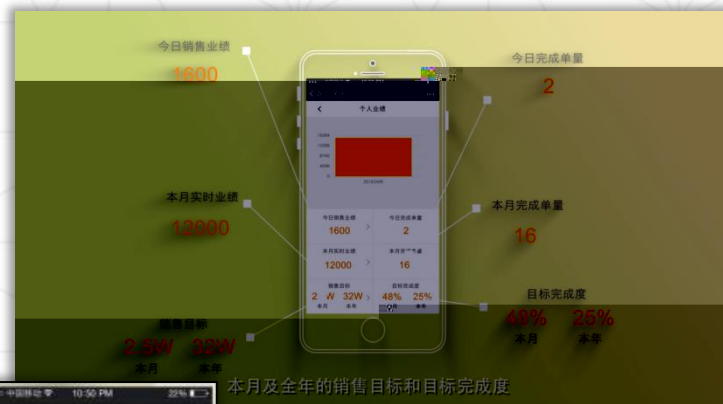 今日销售业绩
1600
今日完成单量
2
本月实时业绩
12000
本月完成单量
16
销售目标
2.5W 32W
本月 本年
目标完成度
48% 25%
本月 本年
个人业绩
今日销售业绩
1600
今日完成单量
2
本月实时业绩
12000
16
销售目标
32W
本月 本年
目标完成度
48% 25%
本年
本月及全年的销售目标和目标完成度
中国移动 10:50 PM 22%